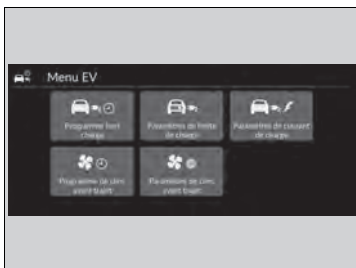 Menu EV
Programme
charge
Paramètres de limite
de charge
Paramètres de courant
de charge
Programme de clim.
avant trajet
Paramètres de clim.
avant trajet